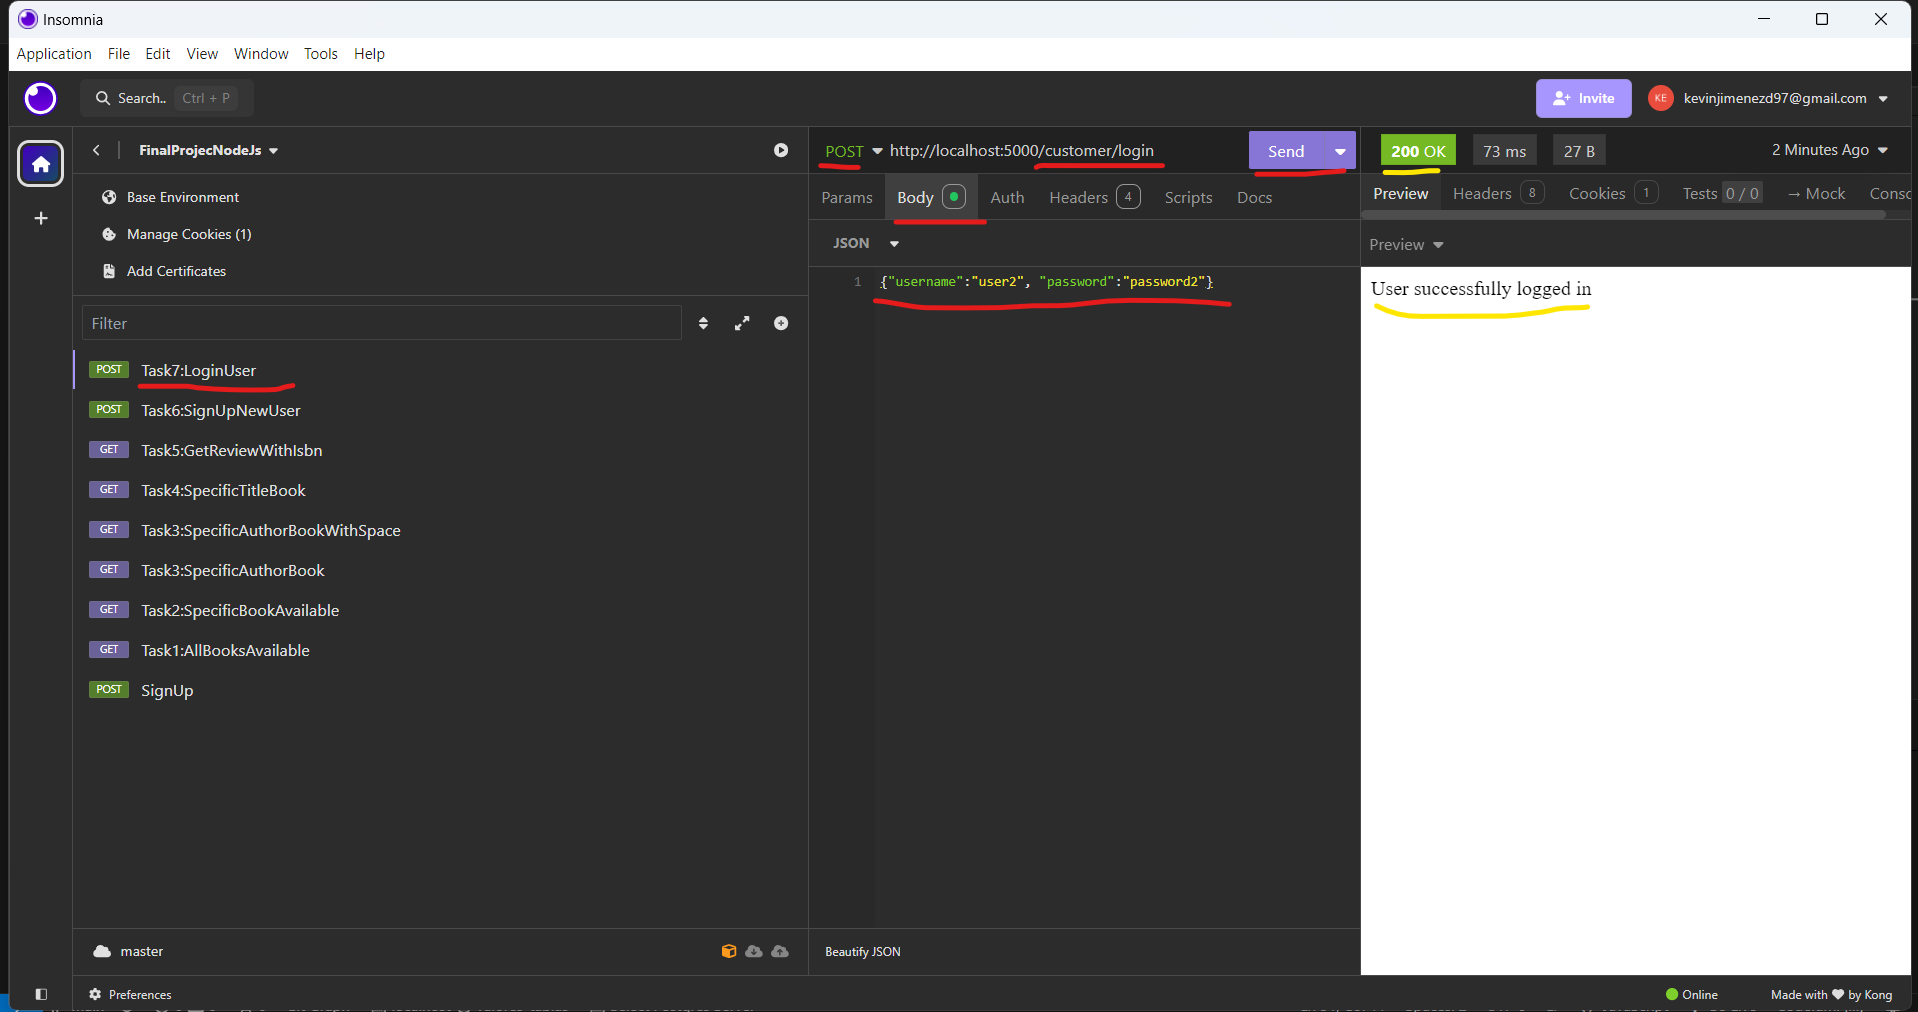 Insomnia
Application File Edit View Window Tools Help
Search.. Ctrl + P
Invite
KE kevinjimenezd97@gmail.com
FinalProjecNodeJs
POST http://localhost:5000/customer/login Send
200 OK 73 ms 27 B 2 Minutes Ago
Base Environment
Manage Cookies (1)
Add Certificates
Params Body Auth Headers 4 Scripts Docs
Preview Headers 8 Cookies 1 Tests 0 / 0 → Mock Consc
JSON
Preview
1 {"username":"user2", "password":"password2"}
User successfully logged in
Filter
POST Task7:LoginUser
POST Task6:SignUpNewUser
GET Task5:GetReviewWithIsbn
GET Task4:SpecificTitleBook
GET Task3:SpecificAuthorBookWithSpace
GET Task3:SpecificAuthorBook
GET Task2:SpecificBookAvailable
GET Task1:AllBooksAvailable
POST SignUp
master
Beautify JSON
Preferences
Online Made with ❤ by Kong